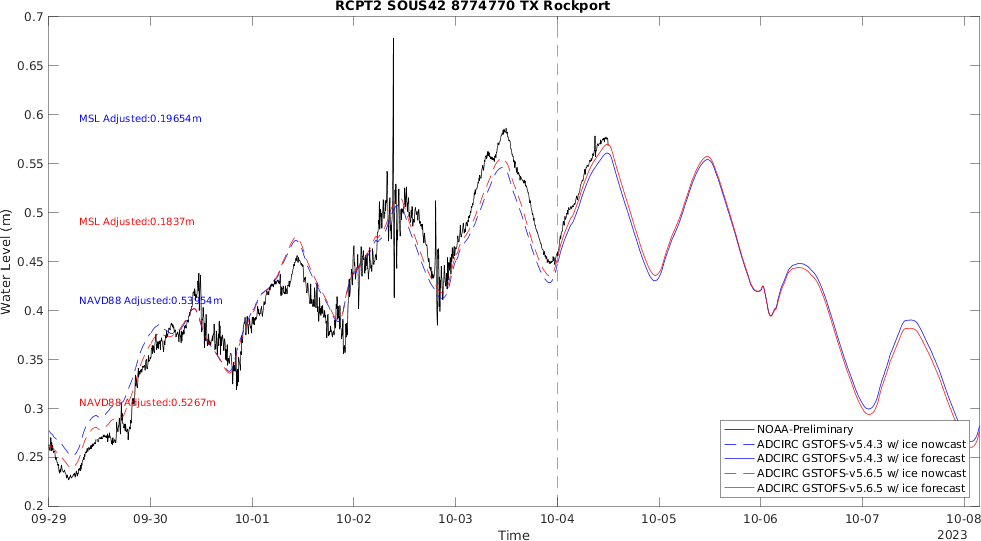 RCPT2 SOUS42 8774770 TX Rockport
0.7
0.65
0.6
0.55
0.5
0.45
0.4
0.35
0.3
0.25
0.2
Water Level (m)
MSL Adjusted:0.19654m
MSL Adjusted:0.1837m
NAVD88 Adjusted:0.53954m
NAVD88 Adjusted:0.5267m
NOAA-Preliminary
ADCIRC GSTOFS-v5.4.3 w/ ice nowcast
ADCIRC GSTOFS-v5.4.3 w/ ice forecast
ADCIRC GSTOFS-v5.6.5 w/ ice nowcast
ADCIRC GSTOFS-v5.6.5 w/ ice forecast
09-29 09-30 10-01 10-02 10-03 10-04 10-05 10-06 10-07 10-08
Time 2023